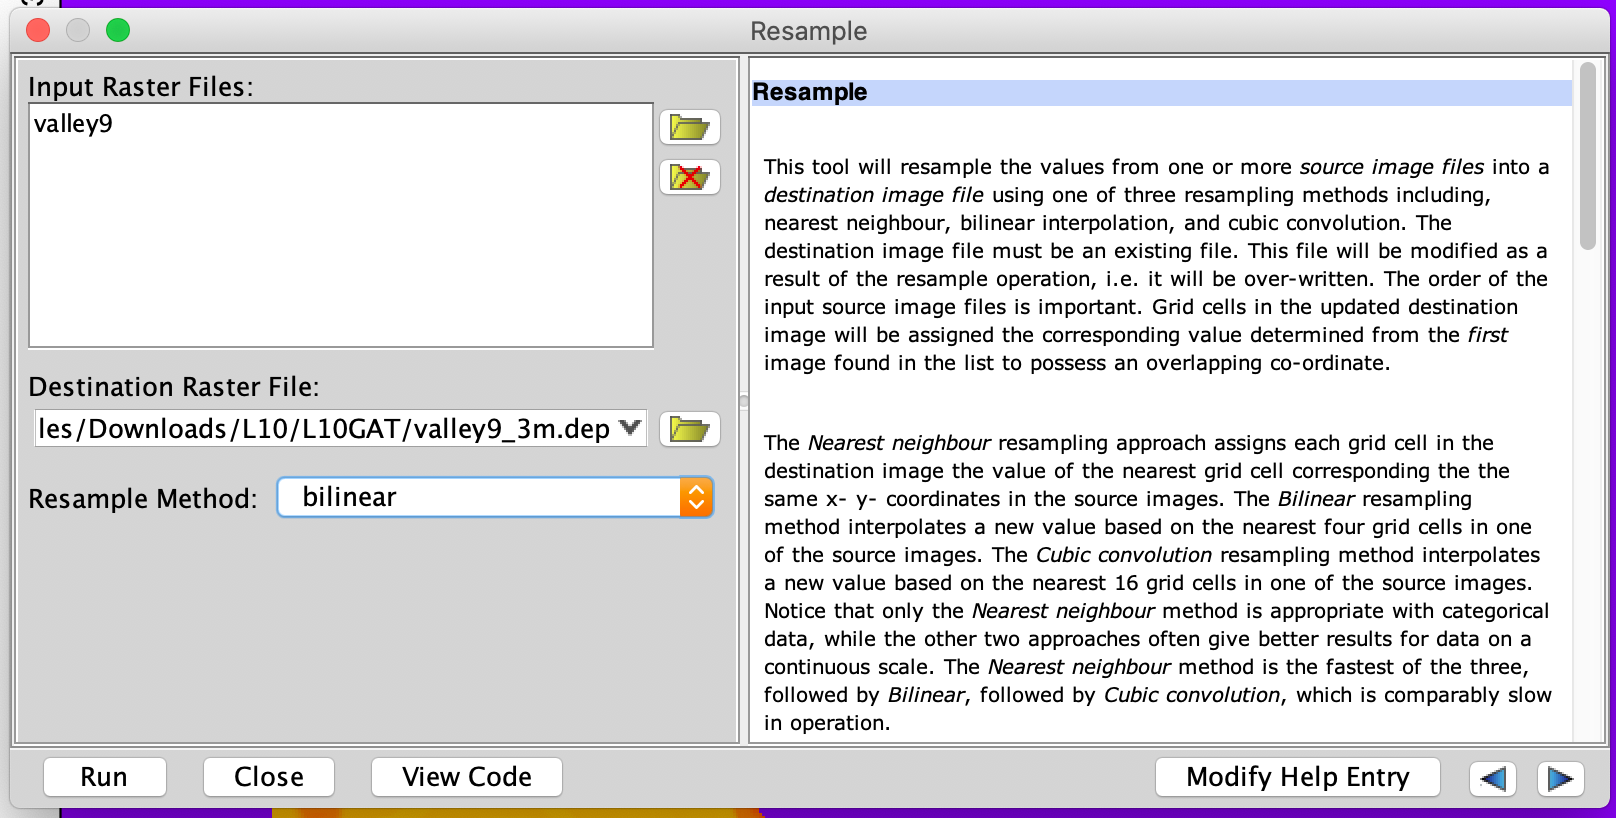 Resample
Input Raster Files:
valley9
Destination Raster File:
les/Downloads/L10/L10GAT/valley9_3m.dep
Resample Method:
bilinear
Resample
This tool will resample the values from one or more source image files into a
destination image file using one of three resampling methods including,
nearest neighbour, bilinear interpolation, and cubic convolution. The
destination image file must be an existing file. This file will be modified as a
result of the resample operation, i.e. it will be over-written. The order of the
input source image files is important. Grid cells in the updated destination
image will be assigned the corresponding value determined from the first
image found in the list to possess an overlapping co-ordinate.
The Nearest neighbour resampling approach assigns each grid cell in the
destination image the value of the nearest grid cell corresponding the the
same x- y- coordinates in the source images. The Bilinear resampling
method interpolates a new value based on the nearest four grid cells in one
of the source images. The Cubic convolution resampling method interpolates
a new value based on the nearest 16 grid cells in one of the source images.
Notice that only the Nearest neighbour method is appropriate with categorical
data, while the other two approaches often give better results for data on a
continuous scale. The Nearest neighbour method is the fastest of the three,
followed by Bilinear, followed by Cubic convolution, which is comparably slow
in operation.
Run
Close
View Code
Modify Help Entry